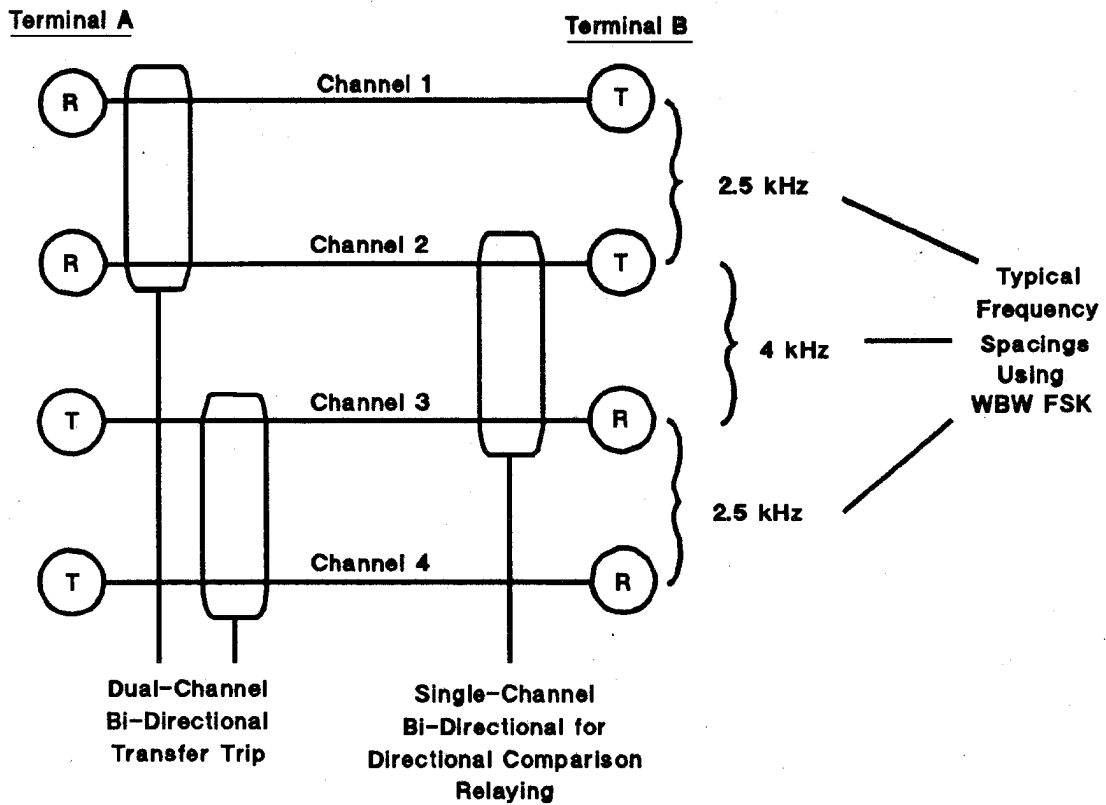 Terminal A
Terminal B
R
Channel 1
T
2.5 kHz
R
Channel 2
T
Typical
Frequency
Spacings
Using
WBW FSK
4 kHz
T
Channel 3
R
2.5 kHz
T
Channel 4
R
Dual-Channel
Bi-Directional
Transfer Trip
Single-Channel
Bi-Directional for
Directional Comparison
Relaying